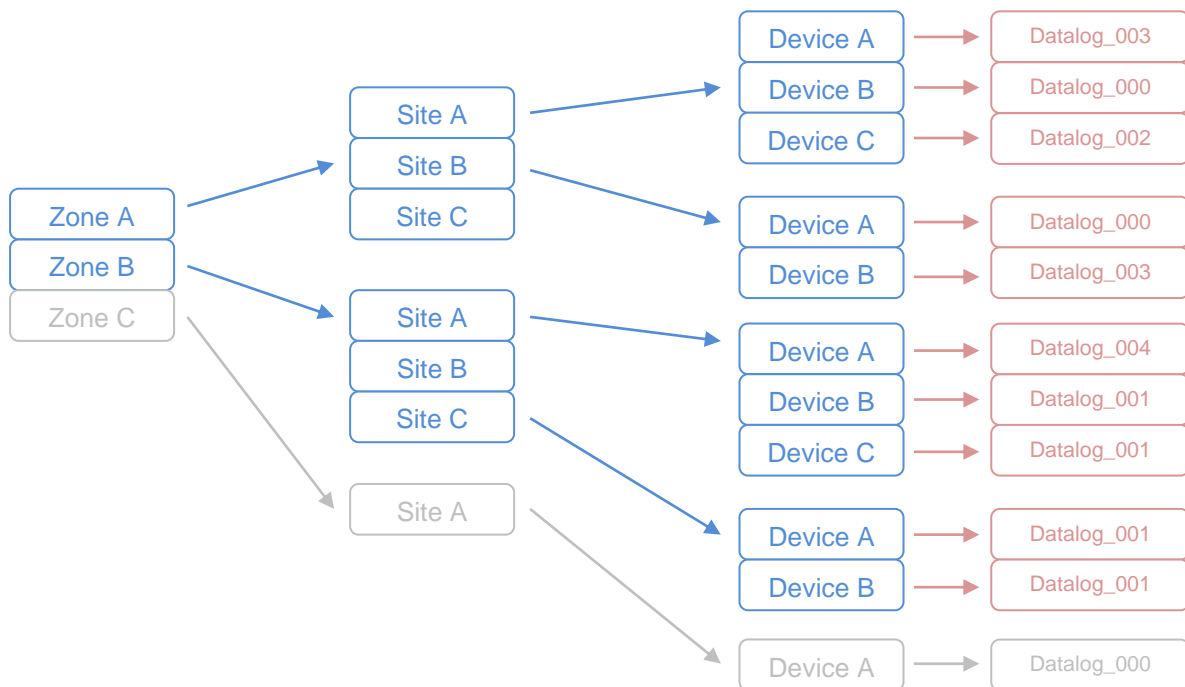 Device A
Datalog_003
Device B
Datalog_000
Device C
Datalog_002
Site A
Site B
Site C
Zone A
Zone B
Zone C
Device A
Datalog_000
Device B
Datalog_003
Site A
Site B
Site C
Device A
Datalog_004
Device B
Datalog_001
Device C
Datalog_001
Site A
Device A
Datalog_001
Device B
Datalog_001
Device A
Datalog_000